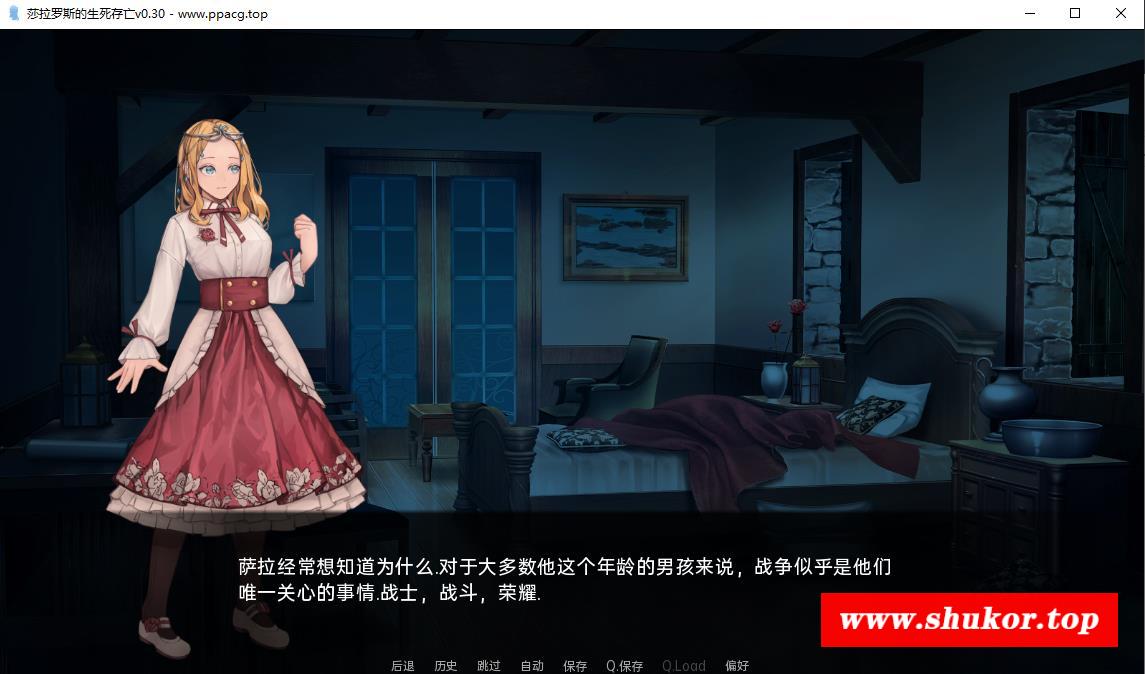 莎拉罗斯的生死存亡v0.30 - www.ppacg.top
萨拉经常想知道为什么.对于大多数他这个年龄的男孩来说，战争似乎是他们
唯一关心的事情.战士，战斗，荣耀.
www.shukor.top
后退 历史 跳过 自动 保存 Q.保存 Q.Load 偏好